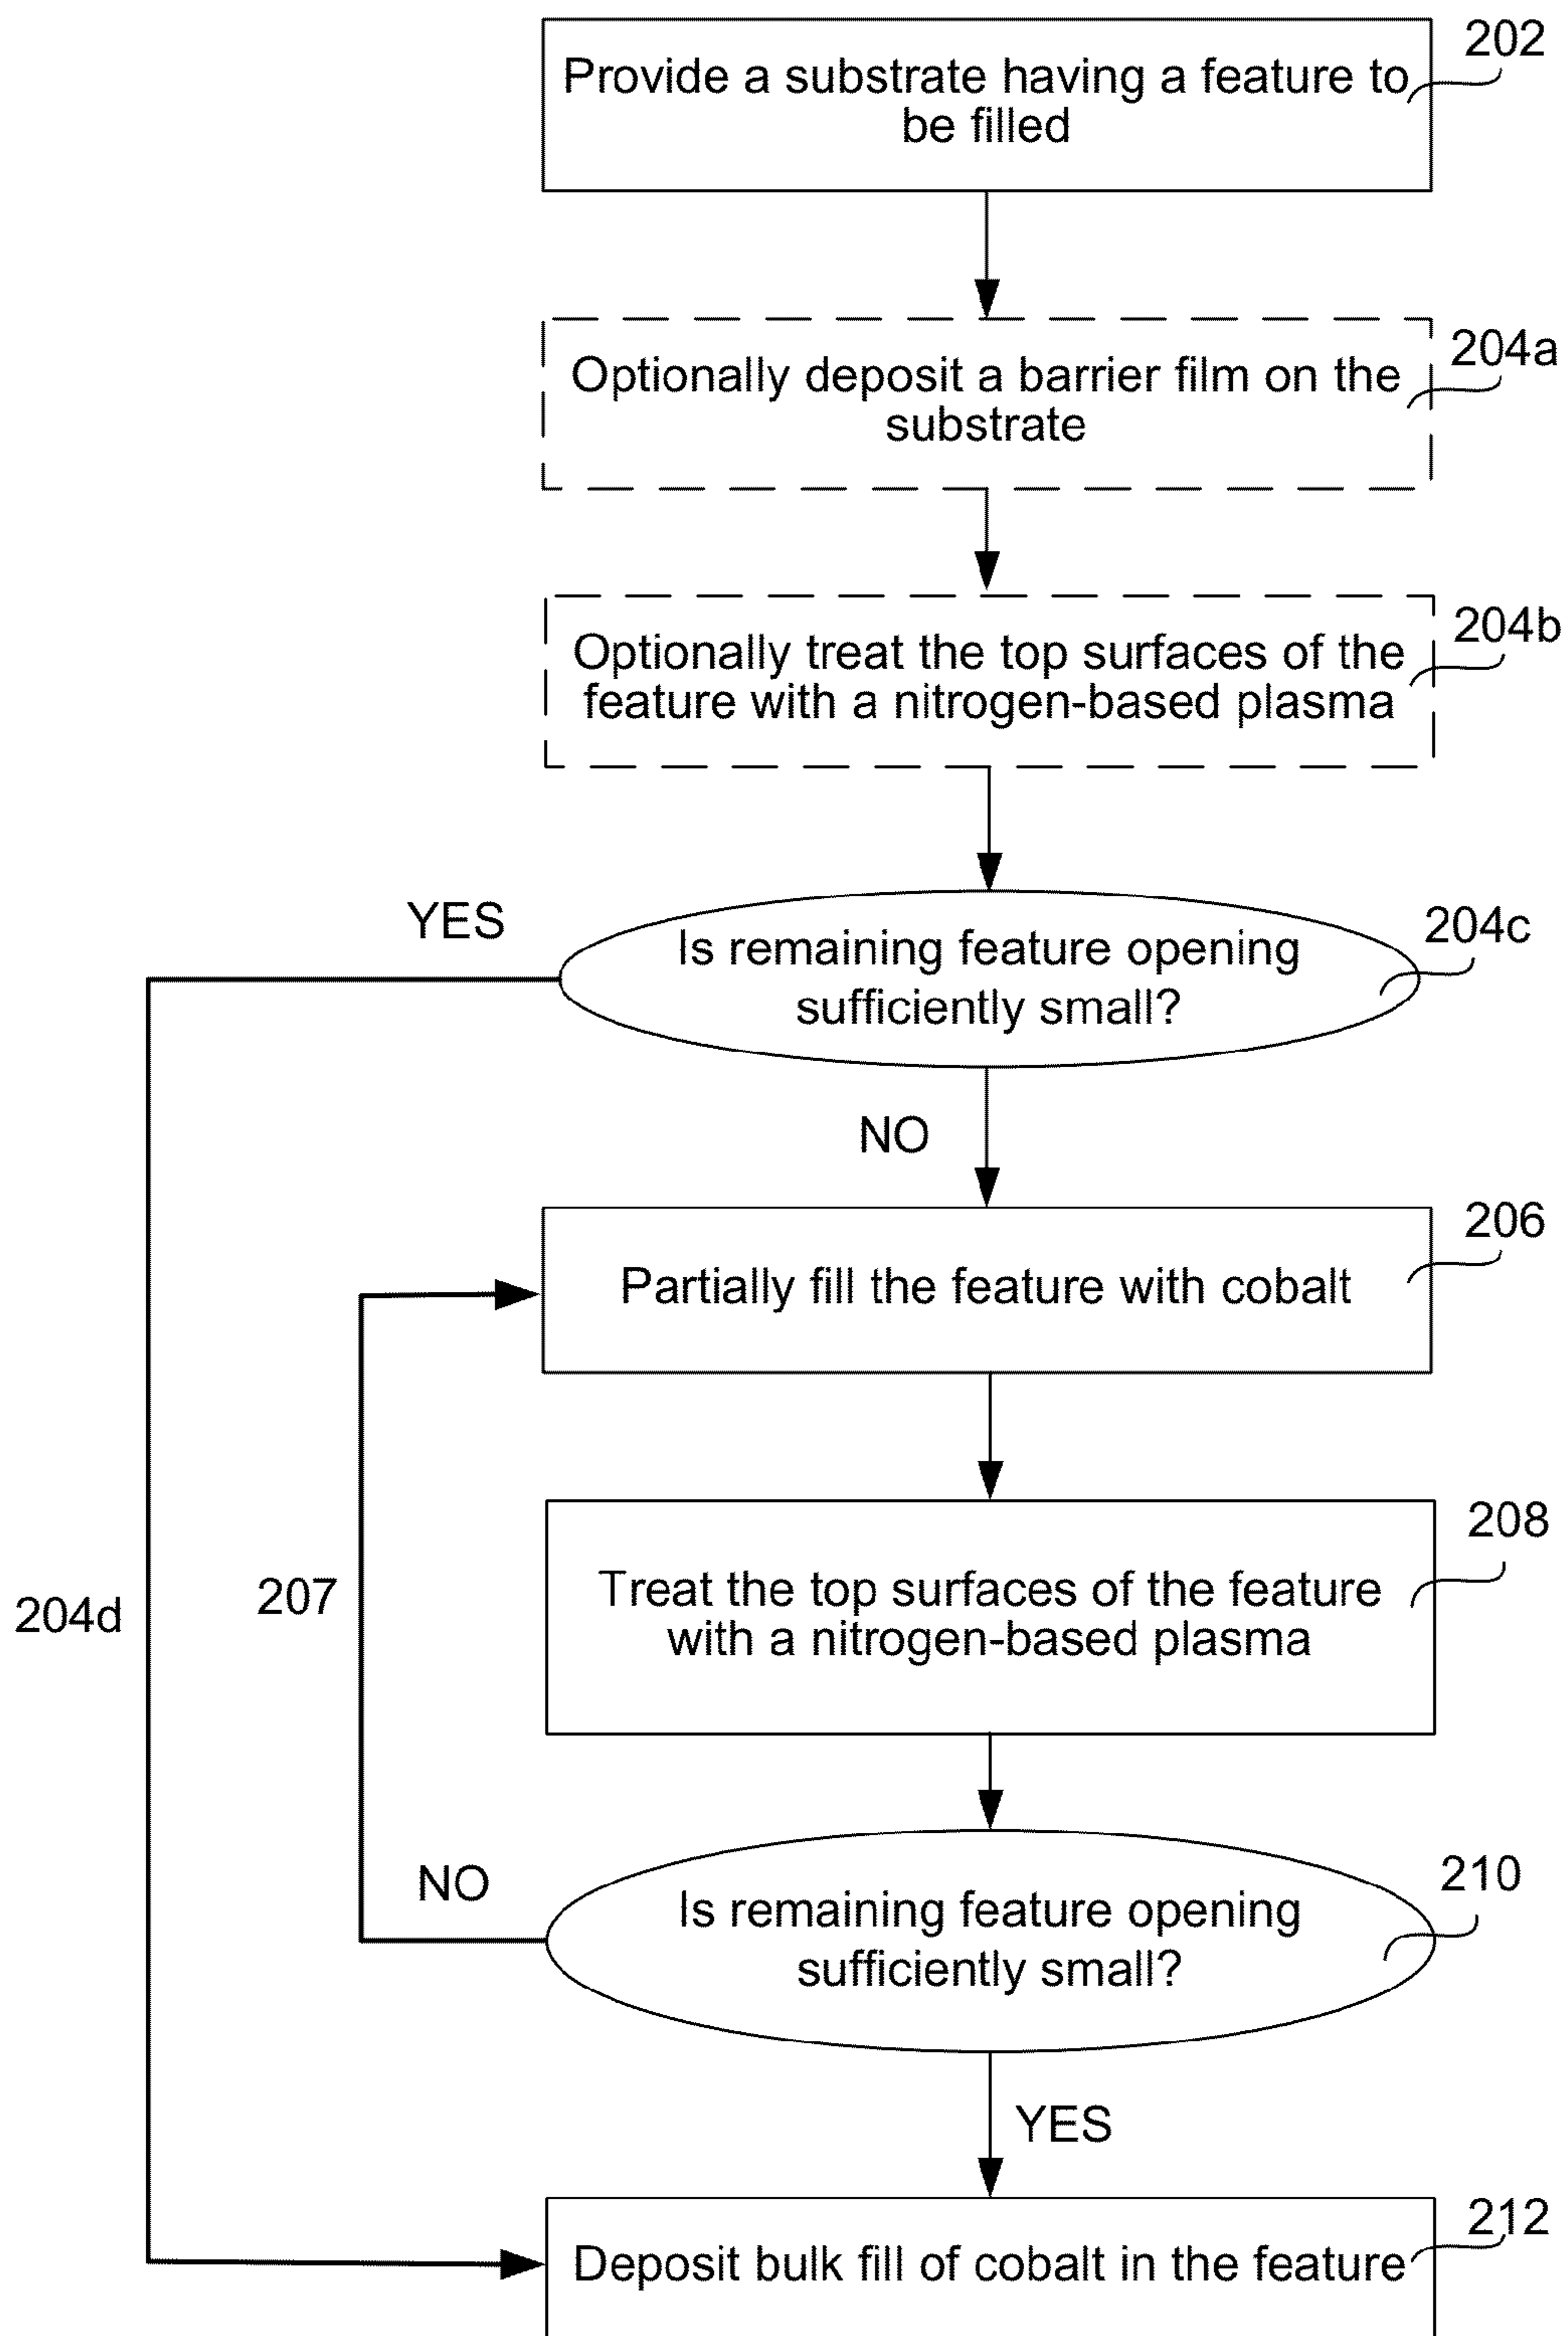 Provide a substrate having a feature to
be filled
202
Optionally deposit a barrier film on the
substrate
204a
Optionally treat the top surfaces of the
feature with a nitrogen-based plasma
204b
YES
Is remaining feature opening
sufficiently small?
204c
NO
Partially fill the feature with cobalt
206
204d
207
Treat the top surfaces of the feature
with a nitrogen-based plasma
208
NO
Is remaining feature opening
sufficiently small?
210
YES
Deposit bulk fill of cobalt in the feature
212